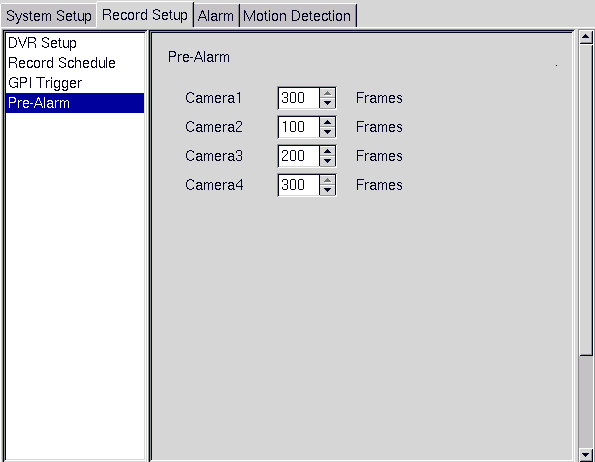 System Setup Record Setup Alarm Motion Detection
DVR Setup
Record Schedule
GPI Trigger
Pre-Alarm
Pre-Alarm
Camera1 300 Frames
Camera2 100 Frames
Camera3 200 Frames
Camera4 300 Frames